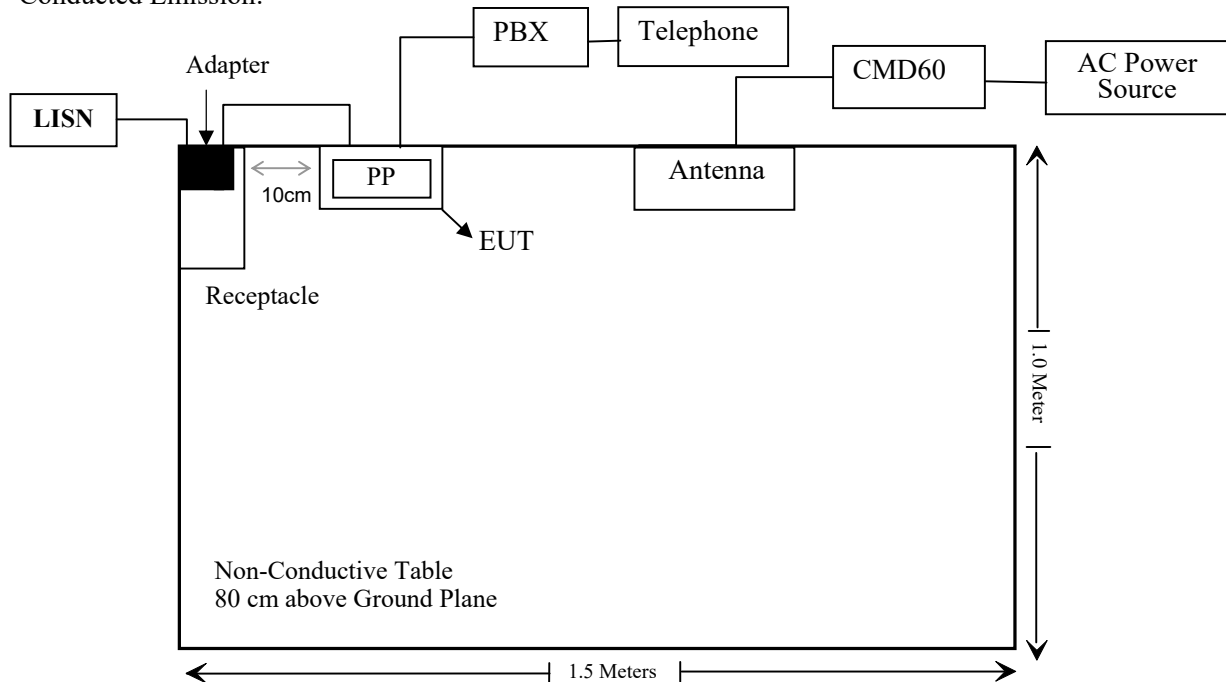 Conducted Emission:
PBX
Telephone
CMD60
AC Power
Source
Adapter
LISN
PP
10cm
Antenna
EUT
Receptacle
1.0 Meter
Non-Conductive Table
80 cm above Ground Plane
1.5 Meters